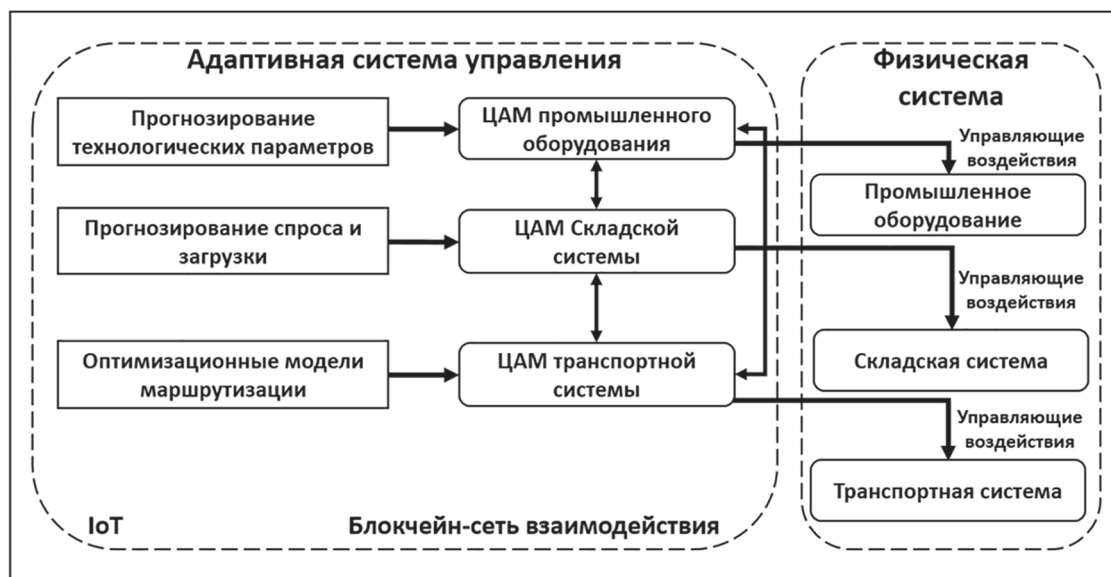 Адаптивная система управления
Прогнозирование
технологических параметров
ЦАМ промышленного
оборудования
Прогнозирование спроса и
загрузки
ЦАМ Складской
системы
Оптимизационные модели
маршрутизации
ЦАМ транспортной
системы
IoT
Блокчейн-сеть взаимодействия
Физическая
система
Управляющие
воздействия
Промышленное
оборудование
Управляющие
воздействия
Складская система
Управляющие
воздействия
Транспортная система